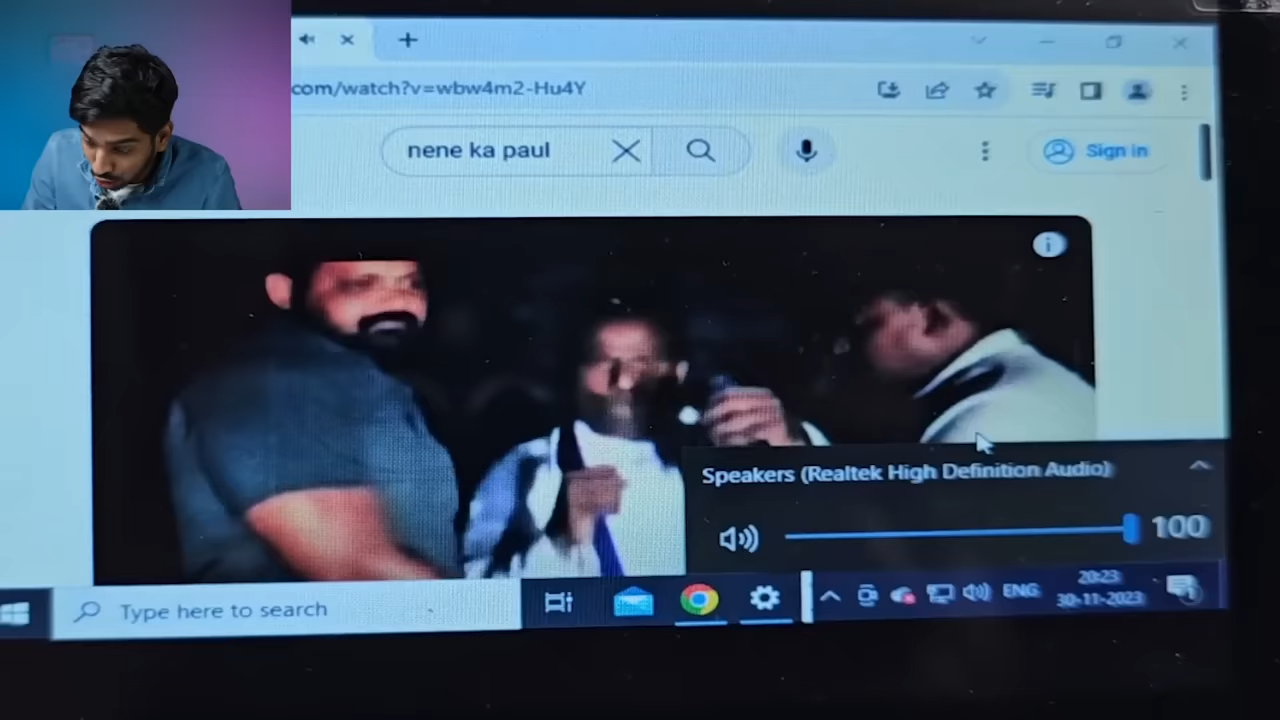 com/watch?v=wbw4m2-Hu4Y
nene ka paul
Sign in
Speakers (Realtek High Definition Audio)
100
Type here to search
ENG
20:23
30-11-2023